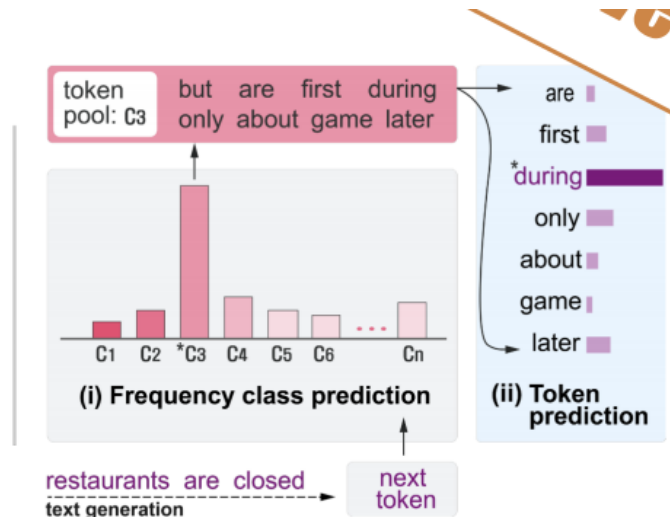 token pool: C3
but are first during
only about game later
C1 C2 *C3 C4 C5 C6 ... Cn
(i) Frequency class prediction
restaurants are closed
text generation
next
token
are
first
*during
only
about
game
later
(ii) Token
prediction